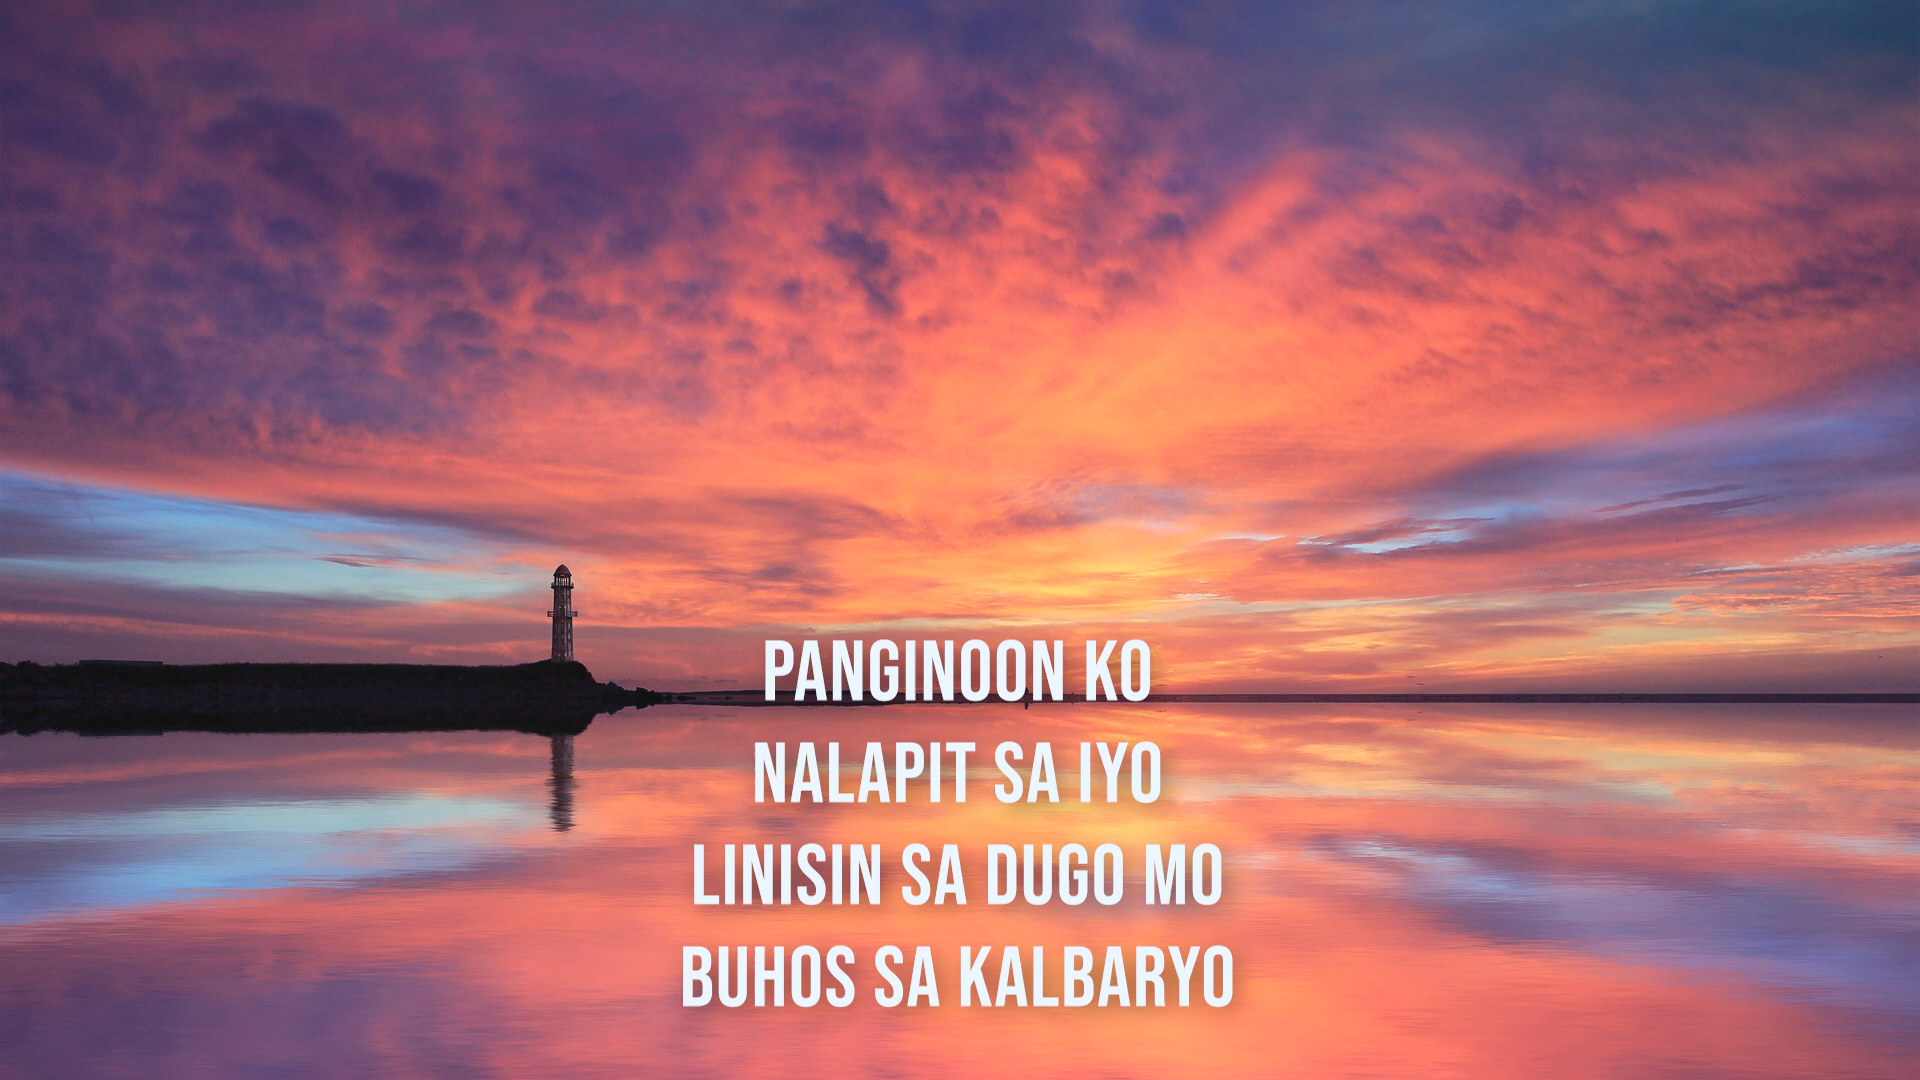 PANGINOON KO
NALAPIT SA IYO
LINISIN SA DUGO MO
BUHOS SA KALBARYO